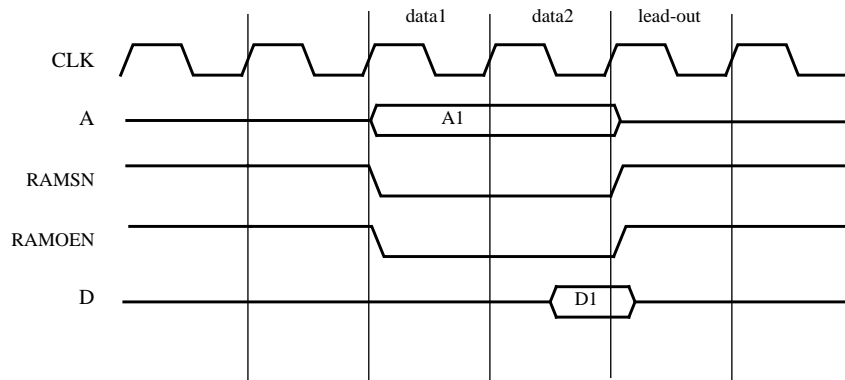 data1 data2 lead-out
CLK
A A1
RAMSN
RAMOEN
D D1